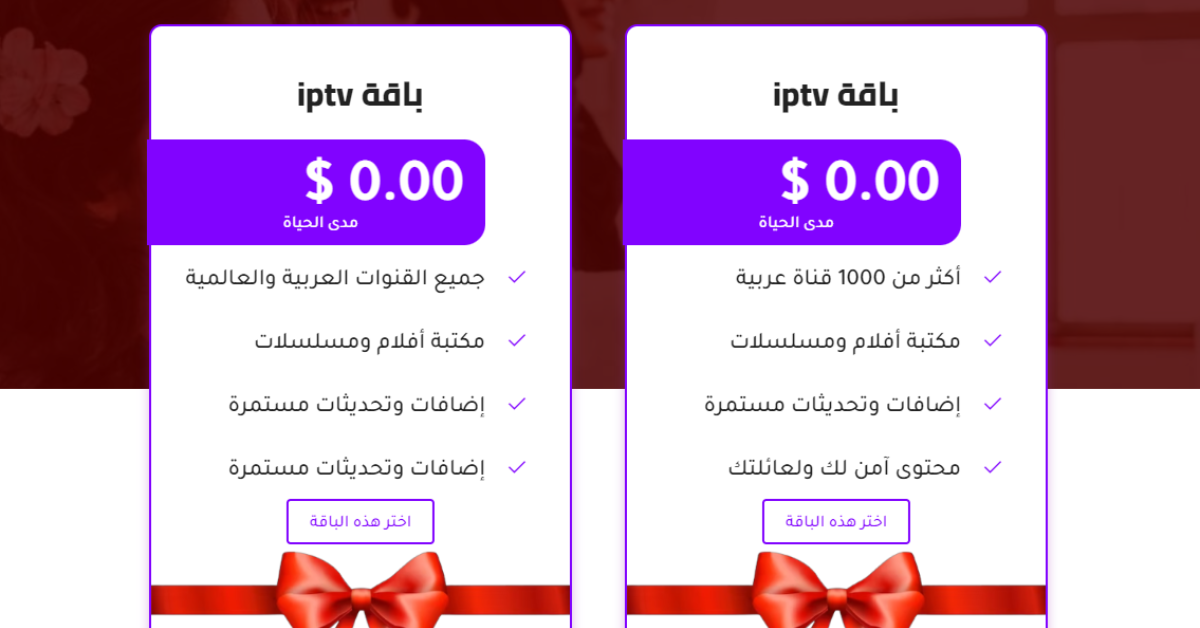 باقة iptv
$ 0.00
مدى الحياة
أكثر من 1000 قناة عربية
مكتبة أفلام ومسلسلات
إضافات وتحديثات مستمرة
محتوى آمن لك ولعائلتك
اختر هذه الباقة
باقة iptv
$ 0.00
مدى الحياة
جميع القنوات العربية والعالمية
مكتبة أفلام ومسلسلات
إضافات وتحديثات مستمرة
إضافات وتحديثات مستمرة
اختر هذه الباقة